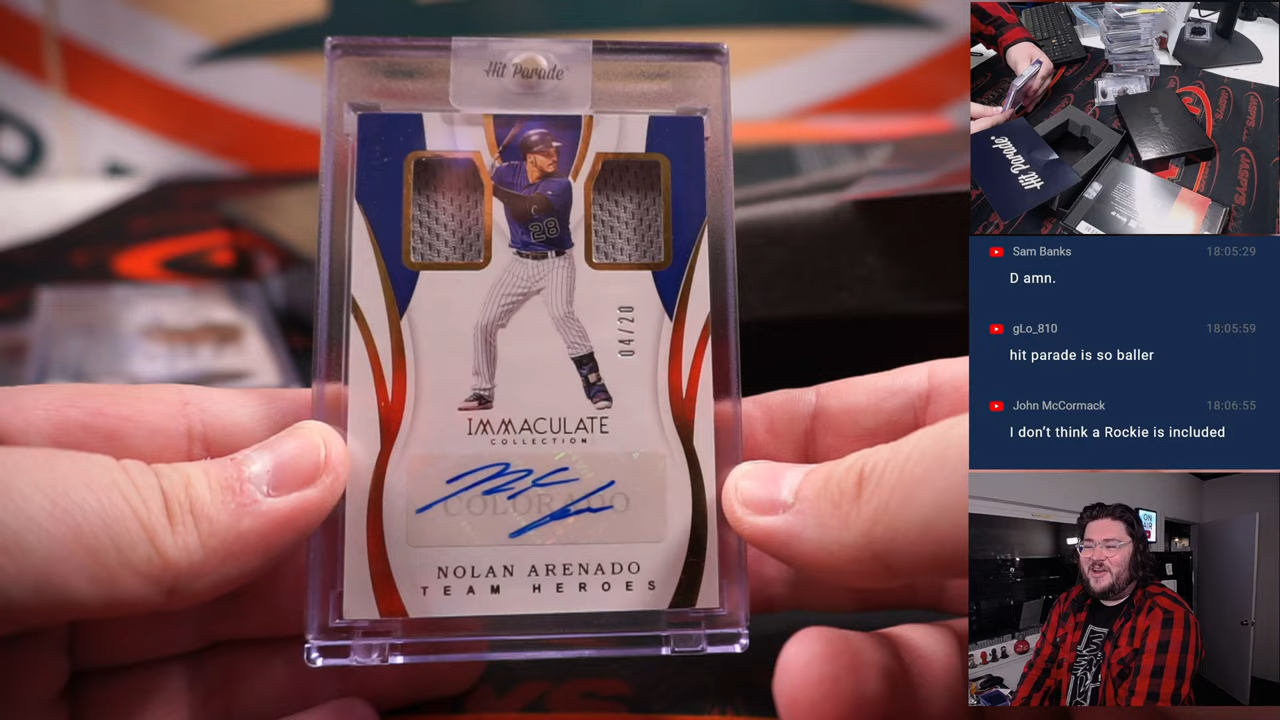 Hit Parade
28
04/20
IMMACULATE
COLLECTION
COLORADO
NOLAN ARENADO
TEAM HEROES
Hit Parade
Sam Banks 18:05:29
D amn.
gLo_810 18:05:59
hit parade is so baller
John McCormack 18:06:55
I don't think a Rockie is included
ON
AIR